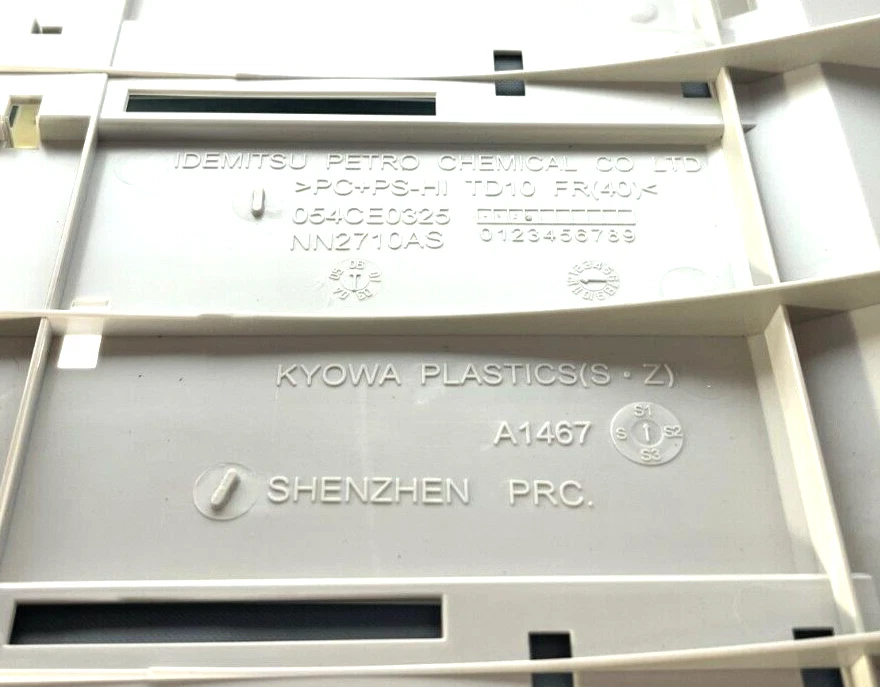 IDEMITSU PETRO CHEMICAL CO LTD
>PC+PS-HI TD10 FR(40)<
054CE0325
0123456789
NN2710AS
06
KYOWA PLASTICS(S・Z)
A1467
S1
S S2
S3
SHENZHEN PRC.